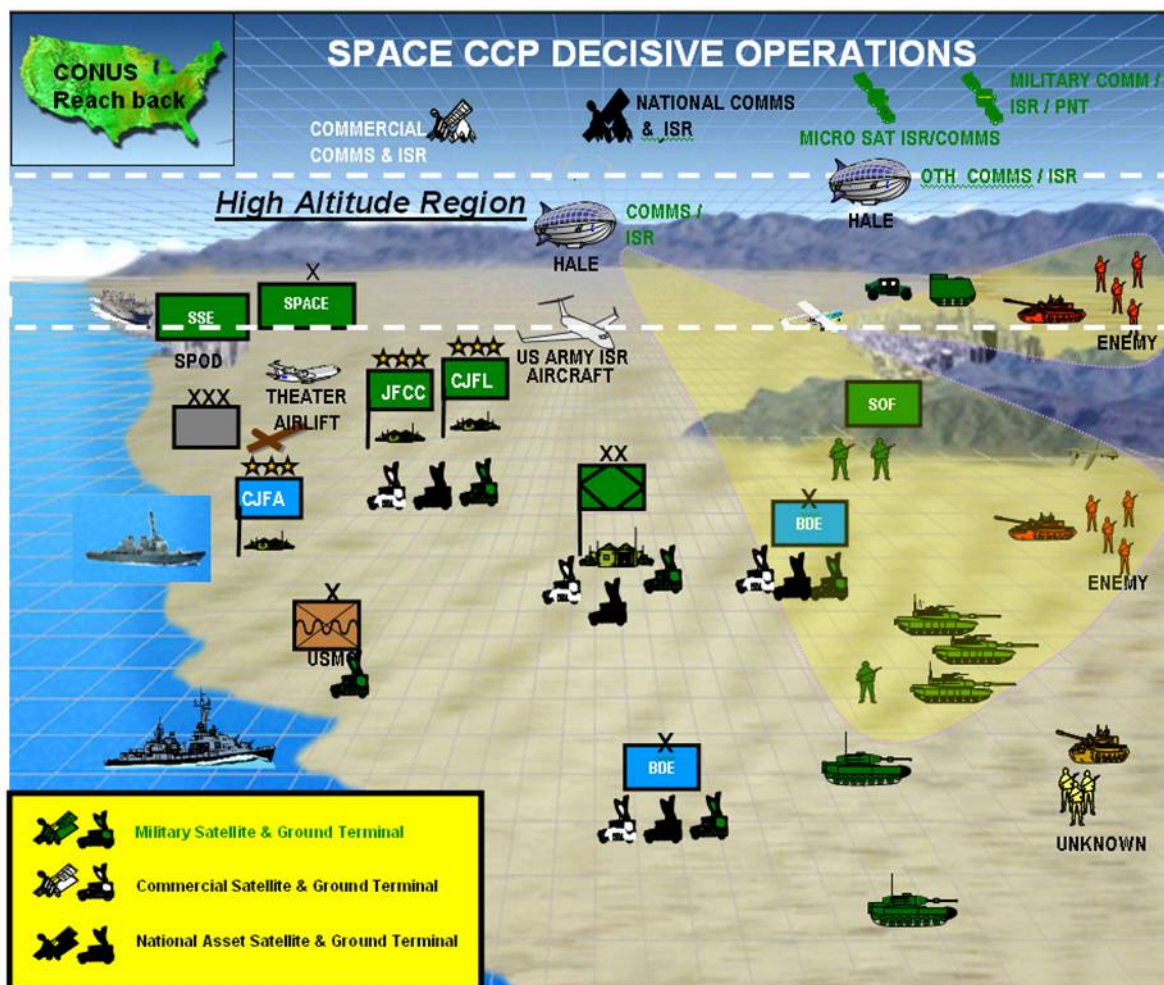 SPACE CCP DECISIVE OPERATIONS
CONUS
Reach back
COMMERCIAL
COMMS & ISR
NATIONAL COMMS
& ISR
MICRO SAT ISR/COMMS
MILITARY COMM /
ISR / PNT
OTH COMMS / ISR
HALE
High Altitude Region
COMMS /
ISR
HALE
X
SPACE
SSE
SPOD
US ARMY ISR
AIRCRAFT
ENEMY
THEATER
AIRLIFT
JFCC
CJFL
XXX
SOF
CJFA
XX
X
BDE
ENEMY
X
USMC
X
BDE
UNKNOWN
Military Satellite & Ground Terminal
Commercial Satellite & Ground Terminal
National Asset Satellite & Ground Terminal